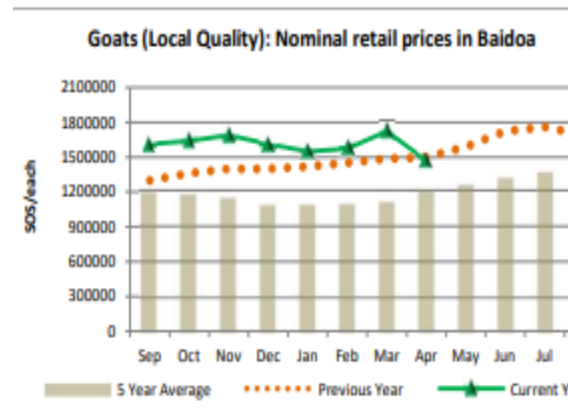 Goats (Local Quality): Nominal retail prices in Baidoa
2100000
1800000
1500000
1200000
900000
600000
300000
0
SOS/each
Sep Oct Nov Dec Jan Feb Mar Apr May Jun Jul
5 Year Average Previous Year Current Y